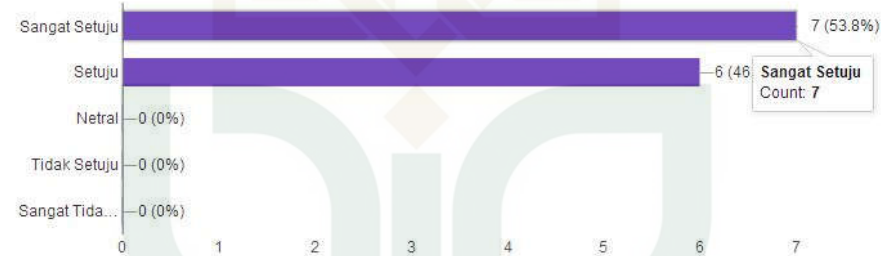 Sangat Setuju 7 (53.8%)
Setuju 6 (46
Sangat Setuju
Count: 7
Netral 0 (0%)
Tidak Setuju 0 (0%)
Sangat Tida... 0 (0%)
0 1 2 3 4 5 6 7